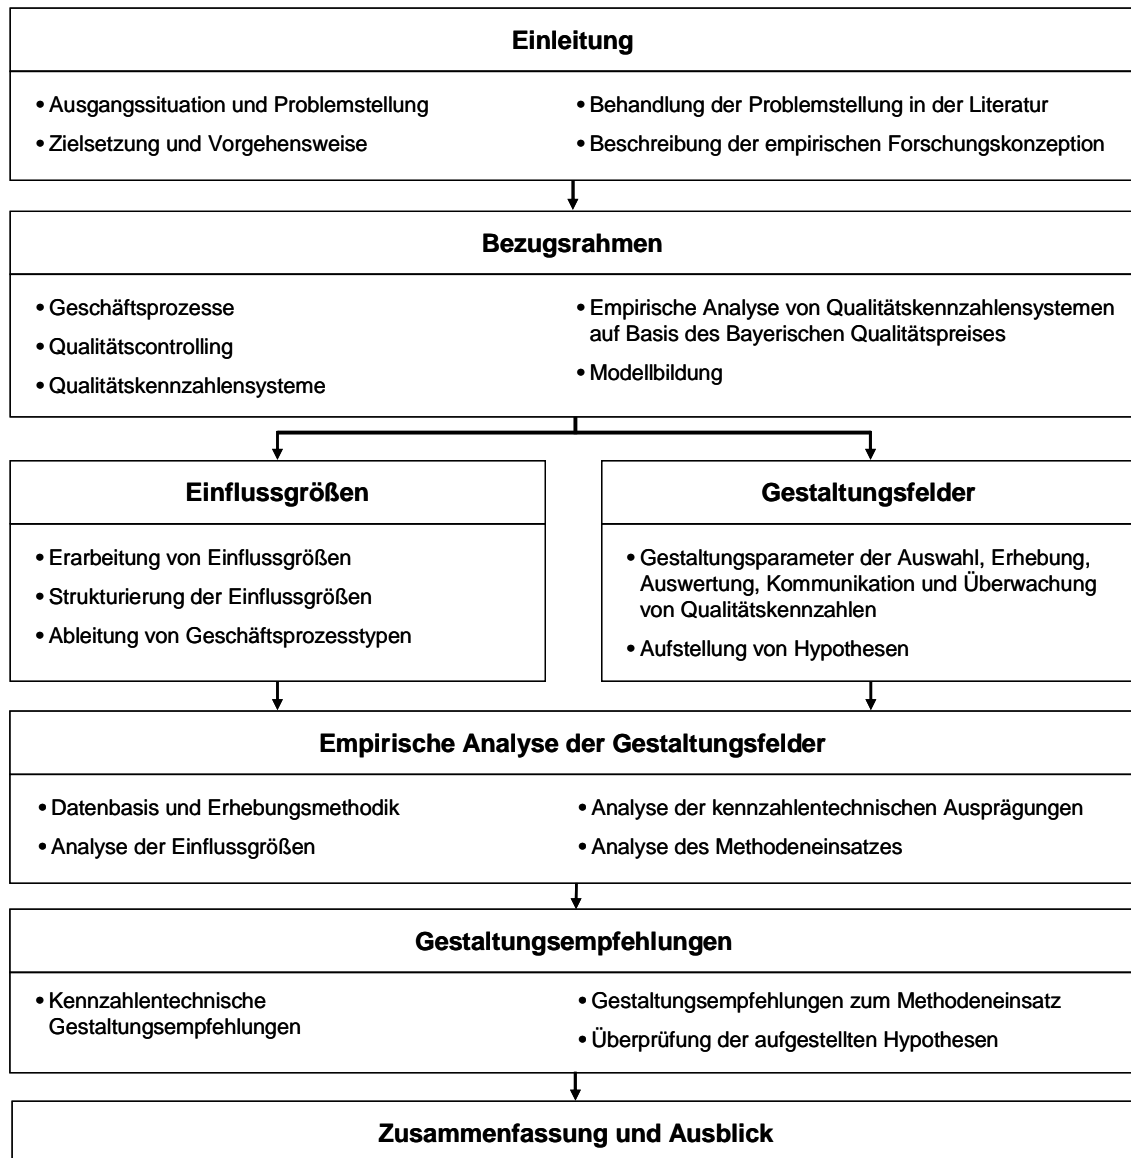 Einleitung
• Ausgangssituation und Problemstellung
• Zielsetzung und Vorgehensweise
• Behandlung der Problemstellung in der Literatur
• Beschreibung der empirischen Forschungskonzeption
Bezugsrahmen
• Geschäftsprozesse
• Qualitätscontrolling
• Qualitätskennzahlensysteme
• Empirische Analyse von Qualitätskennzahlensystemen
auf Basis des Bayerischen Qualitätspreises
• Modellbildung
Einflussgrößen
• Erarbeitung von Einflussgrößen
• Strukturierung der Einflussgrößen
• Ableitung von Geschäftsprozesstypen
Gestaltungsfelder
• Gestaltungsparameter der Auswahl, Erhebung,
Auswertung, Kommunikation und Überwachung
von Qualitätskennzahlen
• Aufstellung von Hypothesen
Empirische Analyse der Gestaltungsfelder
• Datenbasis und Erhebungsmethodik
• Analyse der Einflussgrößen
• Analyse der kennzahlentechnischen Ausprägungen
• Analyse des Methodeneinsatzes
Gestaltungsempfehlungen
• Kennzahlentechnische
Gestaltungsempfehlungen
• Gestaltungsempfehlungen zum Methodeneinsatz
• Überprüfung der aufgestellten Hypothesen
Zusammenfassung und Ausblick